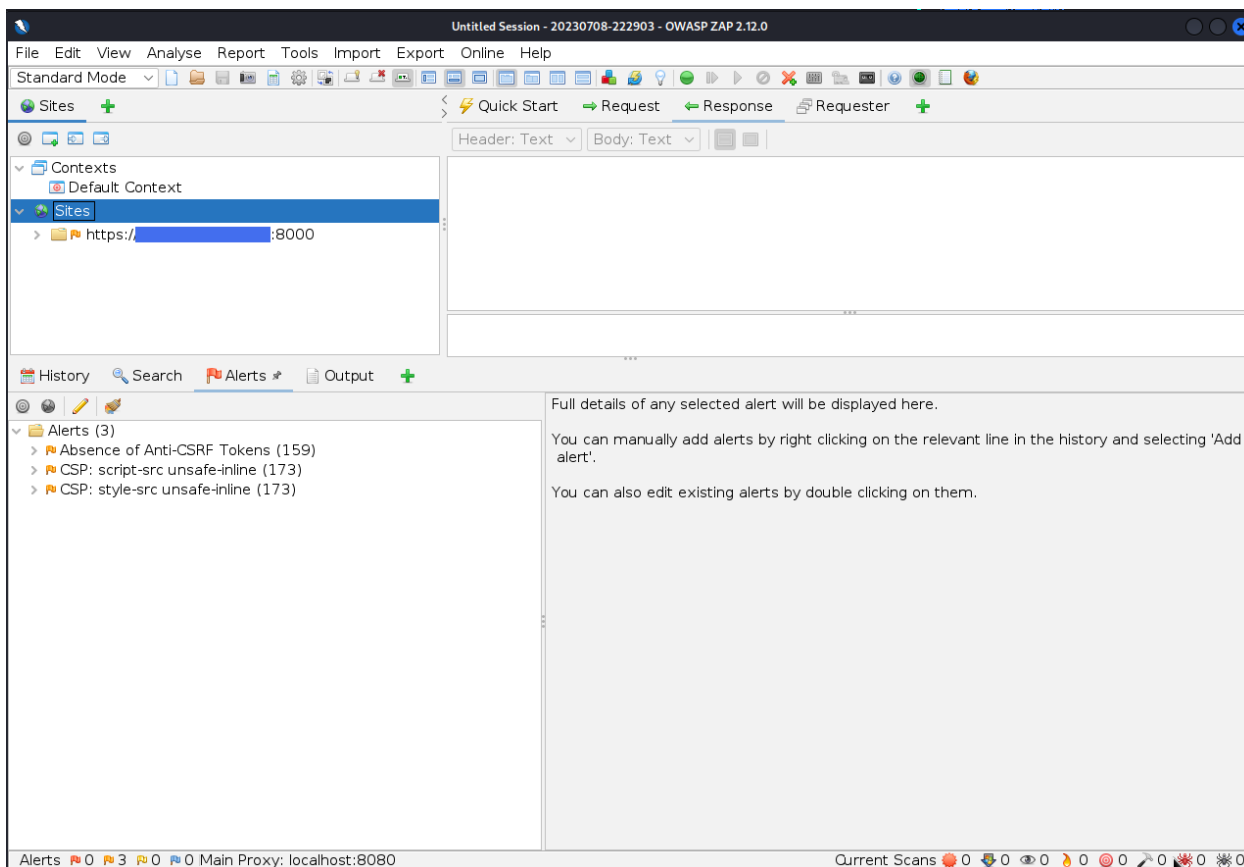 Untitled Session - 20230708-222903 - OWASP ZAP 2.12.0
File Edit View Analyse Report Tools Import Export Online Help
Standard Mode
Sites
Quick Start Request Response Requester
Header: Text Body: Text
Contexts
Default Context
Sites
https:// :8000
History Search Alerts Output
Full details of any selected alert will be displayed here.
You can manually add alerts by right clicking on the relevant line in the history and selecting 'Add
alert'.
You can also edit existing alerts by double clicking on them.
Alerts (3)
Absence of Anti-CSRF Tokens (159)
CSP: script-src unsafe-inline (173)
CSP: style-src unsafe-inline (173)
Alerts 0 3 0 0 Main Proxy: localhost:8080
Current Scans 0 0 0 0 0 0 0 0